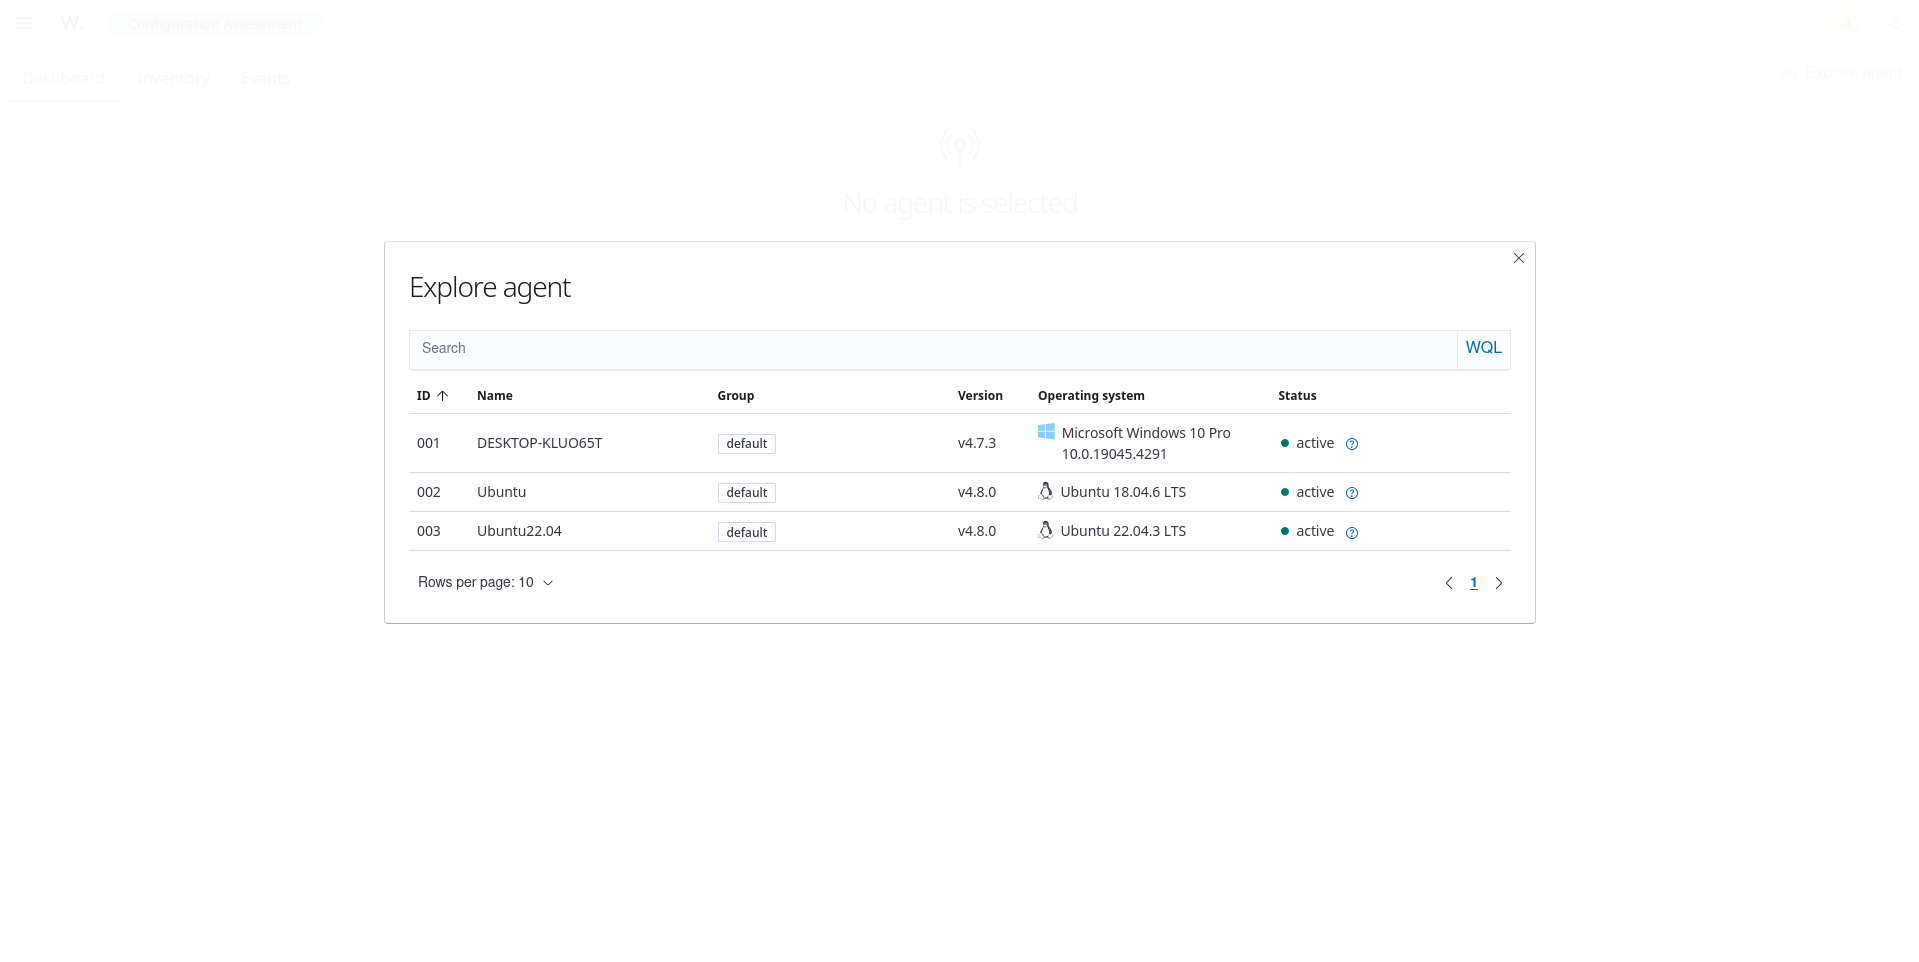 W. Configuration Assessment a
Dashboard Inventory Events Explore agent
No agent is selected
Explore agent
Search WQL
ID Name Group Version Operating system Status
001 DESKTOP-KLUO65T default v4.7.3 Microsoft Windows 10 Pro 10.0.19045.4291 active
002 Ubuntu default v4.8.0 Ubuntu 18.04.6 LTS active
003 Ubuntu22.04 default v4.8.0 Ubuntu 22.04.3 LTS active
Rows per page: 10 1